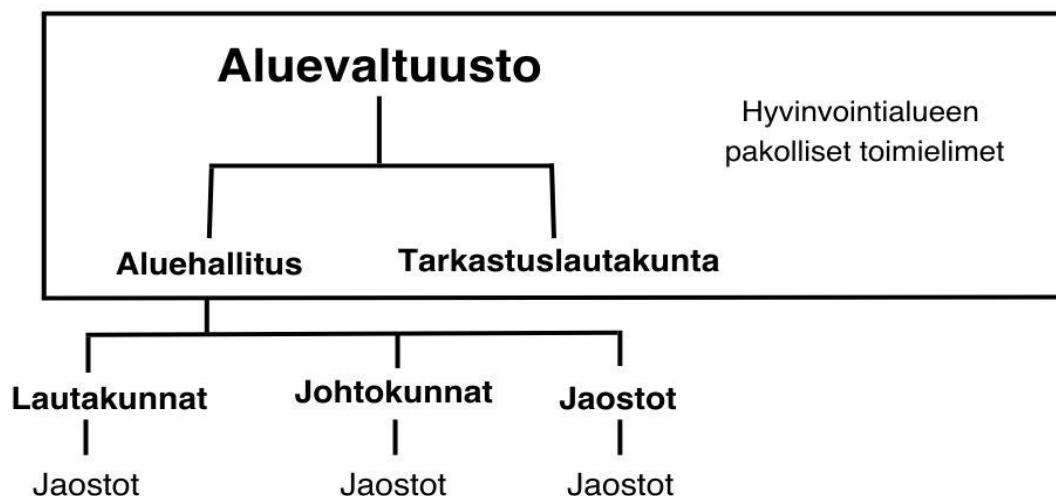 Aluevaltuusto
Hyvinvointialueen
pakolliset toimielimet
Aluehallitus
Tarkastuslautakunta
Lautakunnat
Johtokunnat
Jaostot
Jaostot
Jaostot
Jaostot